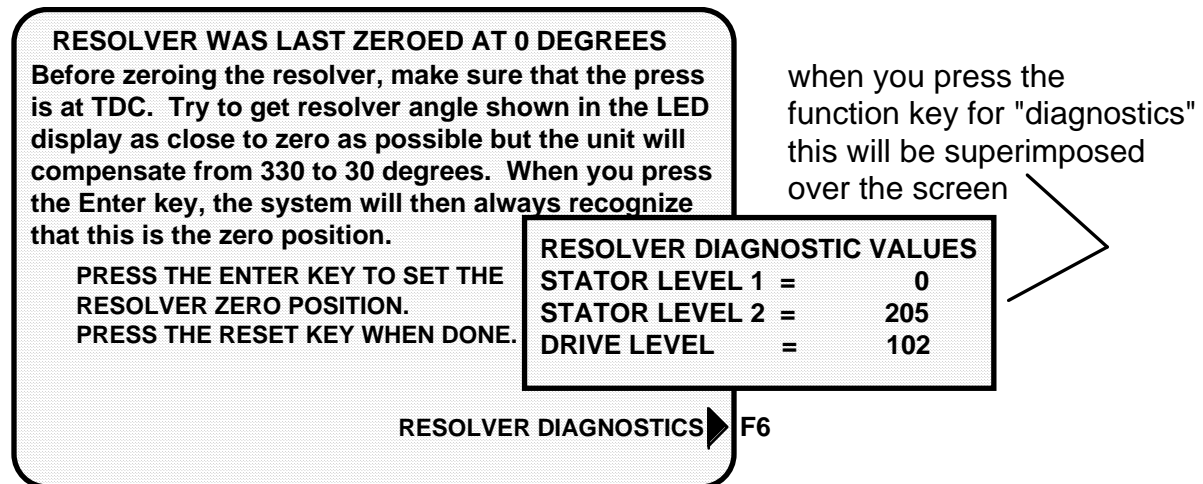 RESOLVER WAS LAST ZEROED AT 0 DEGREES
Before zeroing the resolver, make sure that the press
is at TDC. Try to get resolver angle shown in the LED
display as close to zero as possible but the unit will
compensate from 330 to 30 degrees. When you press
the Enter key, the system will then always recognize
that this is the zero position.
PRESS THE ENTER KEY TO SET THE
RESOLVER ZERO POSITION.
PRESS THE RESET KEY WHEN DONE.
RESOLVER DIAGNOSTICS F6
when you press the
function key for "diagnostics"
this will be superimposed
over the screen
RESOLVER DIAGNOSTIC VALUES
STATOR LEVEL 1 = 0
STATOR LEVEL 2 = 205
DRIVE LEVEL = 102